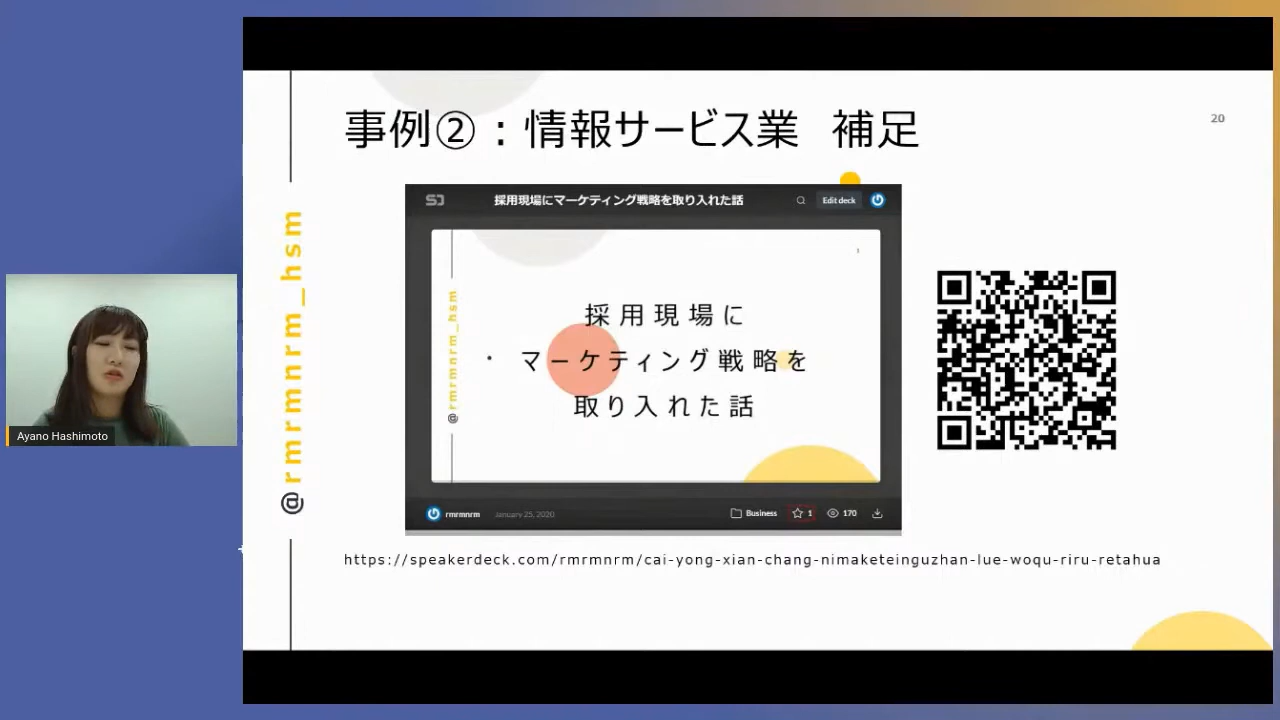 事例②：情報サービス業　補足
20
@rmrmnrm_hsm
採用現場にマーケティング戦略を取り入れた話
Edit deck
1
@rmrmnrm_hsm
採用現場に
マーケティング戦略を
取り入れた話
rmrmnrm
January 25, 2020
Business
1
170
https://speakerdeck.com/rmrmnrm/cai-yong-xian-chang-nimaketeinguzhan-lue-woqu-riru-retahua
Ayano Hashimoto